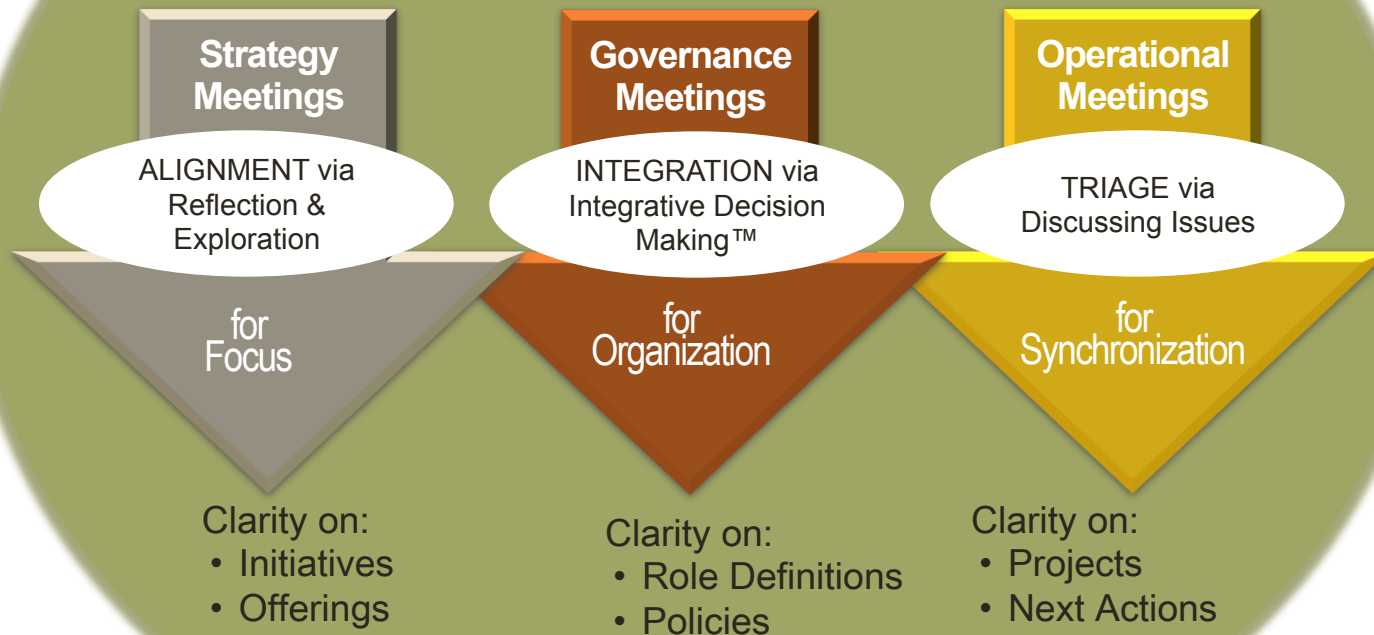 Strategy
Meetings
ALIGNMENT via
Reflection &
Exploration
for
Focus
Clarity on:
• Initiatives
• Offerings
Governance
Meetings
INTEGRATION via
Integrative Decision
Making™
for
Organization
Clarity on:
• Role Definitions
• Policies
Operational
Meetings
TRIAGE via
Discussing Issues
for
Synchronization
Clarity on:
• Projects
• Next Actions